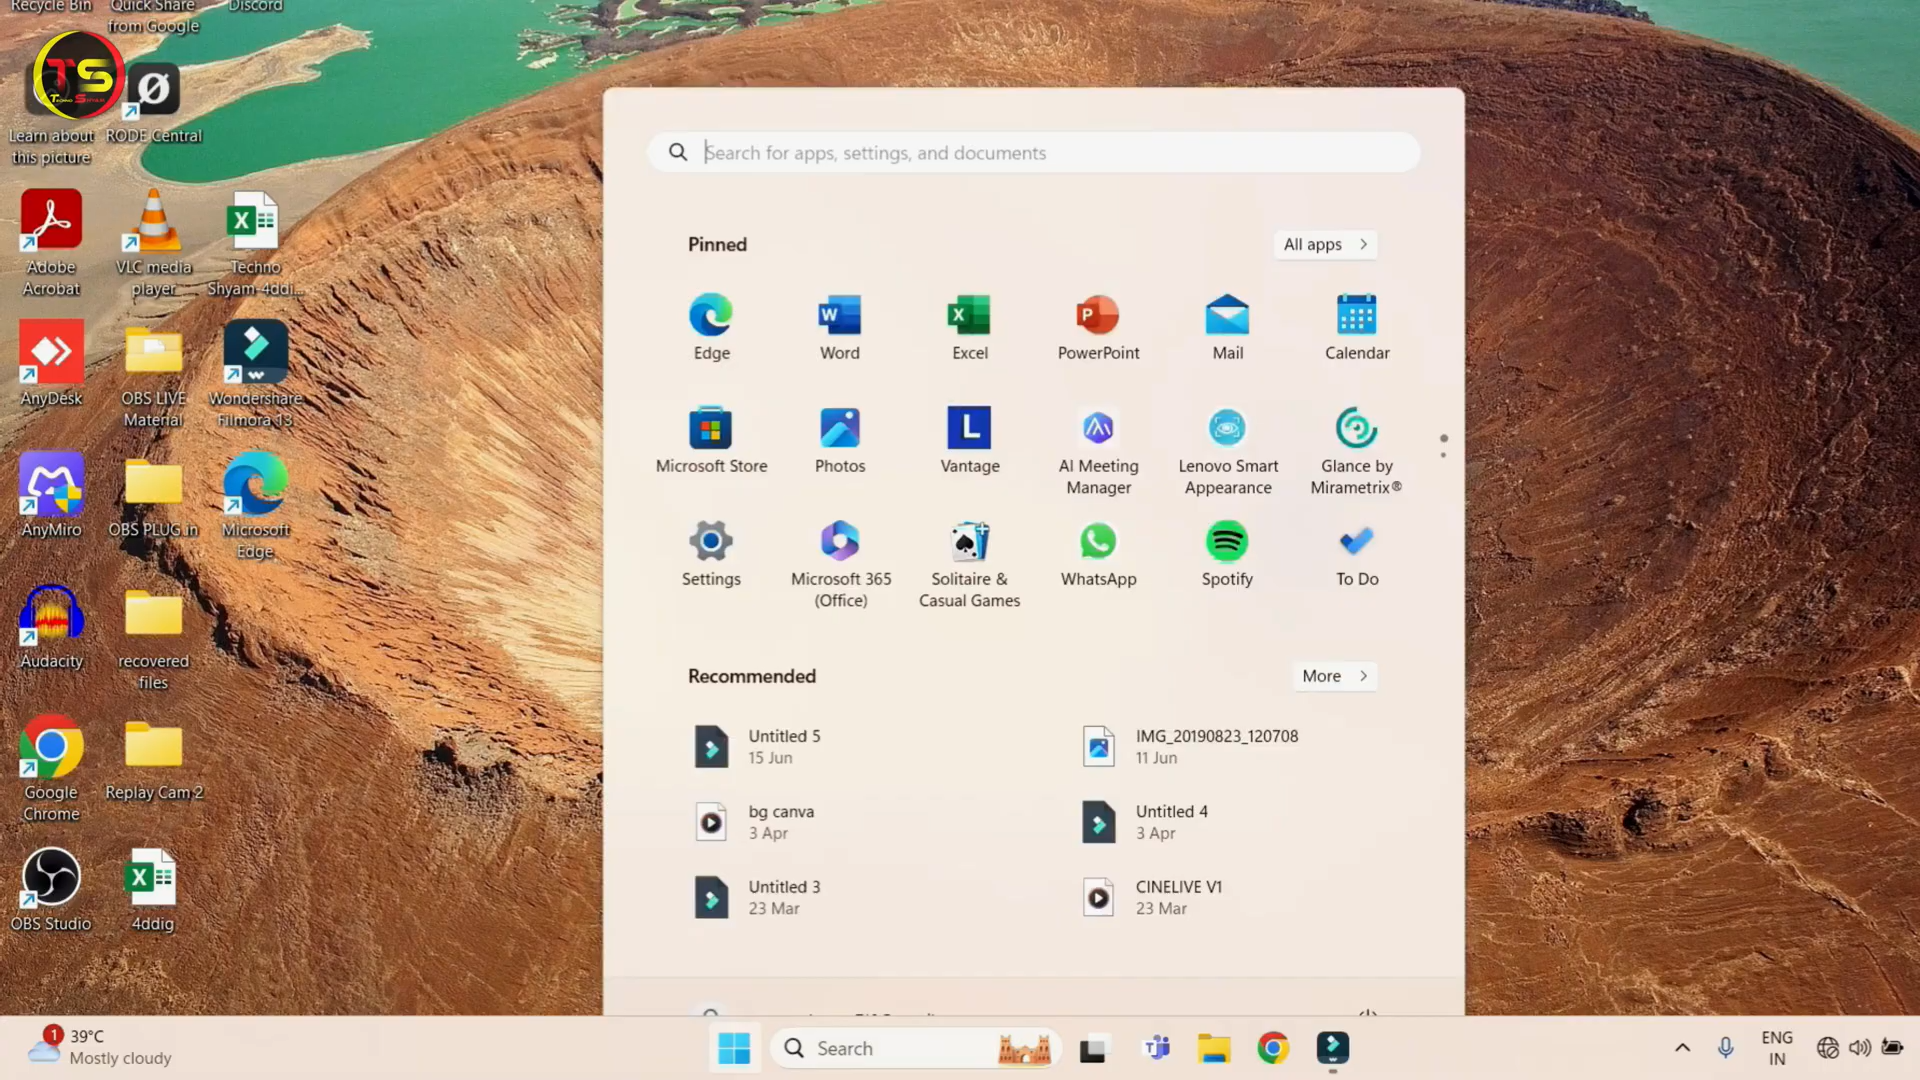 Recycle Bin
Quick Share
from Google
Discord
TS
Learn about
this picture
RODE Central
Adobe
Acrobat
VLC media
player
Techno
Shyam-4ddi...
AnyDesk
OBS LIVE
Material
Wondershare
Filmora 13
AnyMiro
OBS PLUG in
Microsoft
Edge
Audacity
recovered
files
Google
Chrome
Replay Cam 2
OBS Studio
4ddig
Search for apps, settings, and documents
Pinned
All apps
Edge
Word
Excel
PowerPoint
Mail
Calendar
Microsoft Store
Photos
Vantage
AI Meeting
Manager
Lenovo Smart
Appearance
Glance by
Mirametrix®
Settings
Microsoft 365
(Office)
Solitaire &
Casual Games
WhatsApp
Spotify
To Do
Recommended
More
Untitled 5
15 Jun
IMG_20190823_120708
11 Jun
bg canva
3 Apr
Untitled 4
3 Apr
Untitled 3
23 Mar
CINELIVE V1
23 Mar
1
39°C
Mostly cloudy
Search
ENG
IN